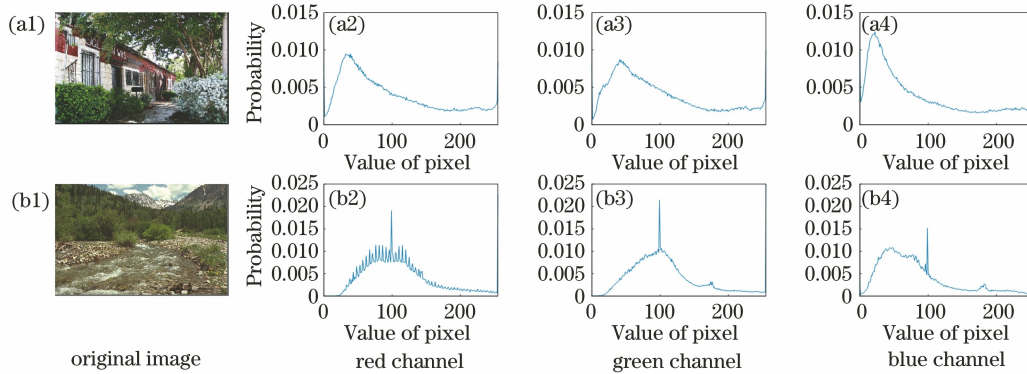 (a1)
(a2)
0.015
0.010
0.005
0
0 100 200
Probability
Value of pixel
(a3)
0.015
0.010
0.005
0
0 100 200
Value of pixel
(a4)
0.015
0.010
0.005
0
0 100 200
Value of pixel
(b1)
(b2)
0.025
0.020
0.015
0.010
0.005
0
0 100 200
Probability
Value of pixel
(b3)
0.025
0.020
0.015
0.010
0.005
0
0 100 200
Value of pixel
(b4)
0.025
0.020
0.015
0.010
0.005
0
0 100 200
Value of pixel
original image
red channel
green channel
blue channel